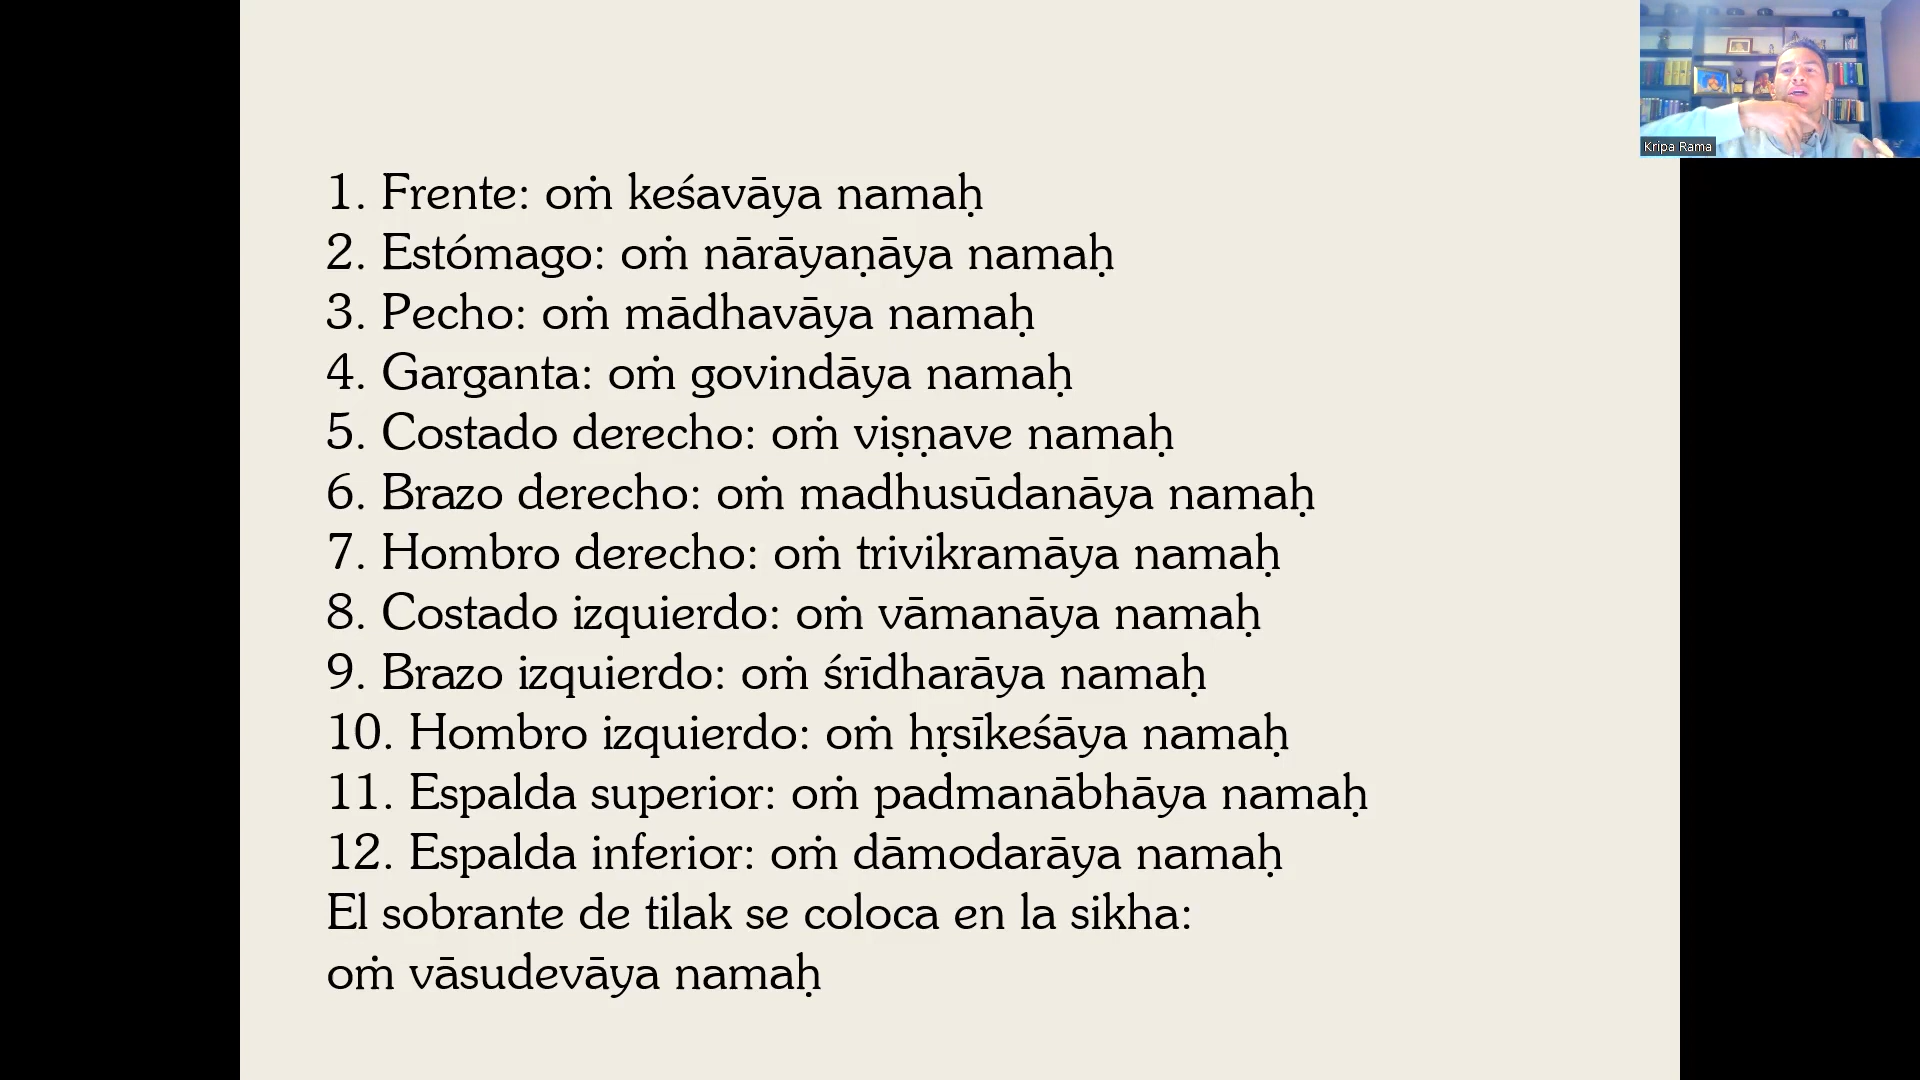 Kripa Rama
1. Frente: oṁ keśavāya namaḥ
2. Estómago: oṁ nārāyaṇāya namaḥ
3. Pecho: oṁ mādhavāya namaḥ
4. Garganta: oṁ govindāya namaḥ
5. Costado derecho: oṁ viṣṇave namaḥ
6. Brazo derecho: oṁ madhusūdanāya namaḥ
7. Hombro derecho: oṁ trivikramāya namaḥ
8. Costado izquierdo: oṁ vāmanāya namaḥ
9. Brazo izquierdo: oṁ śrīdharāya namaḥ
10. Hombro izquierdo: oṁ hṛsīkeśāya namaḥ
11. Espalda superior: oṁ padmanābhāya namaḥ
12. Espalda inferior: oṁ dāmodarāya namaḥ
El sobrante de tilak se coloca en la sikha:
oṁ vāsudevāya namaḥ